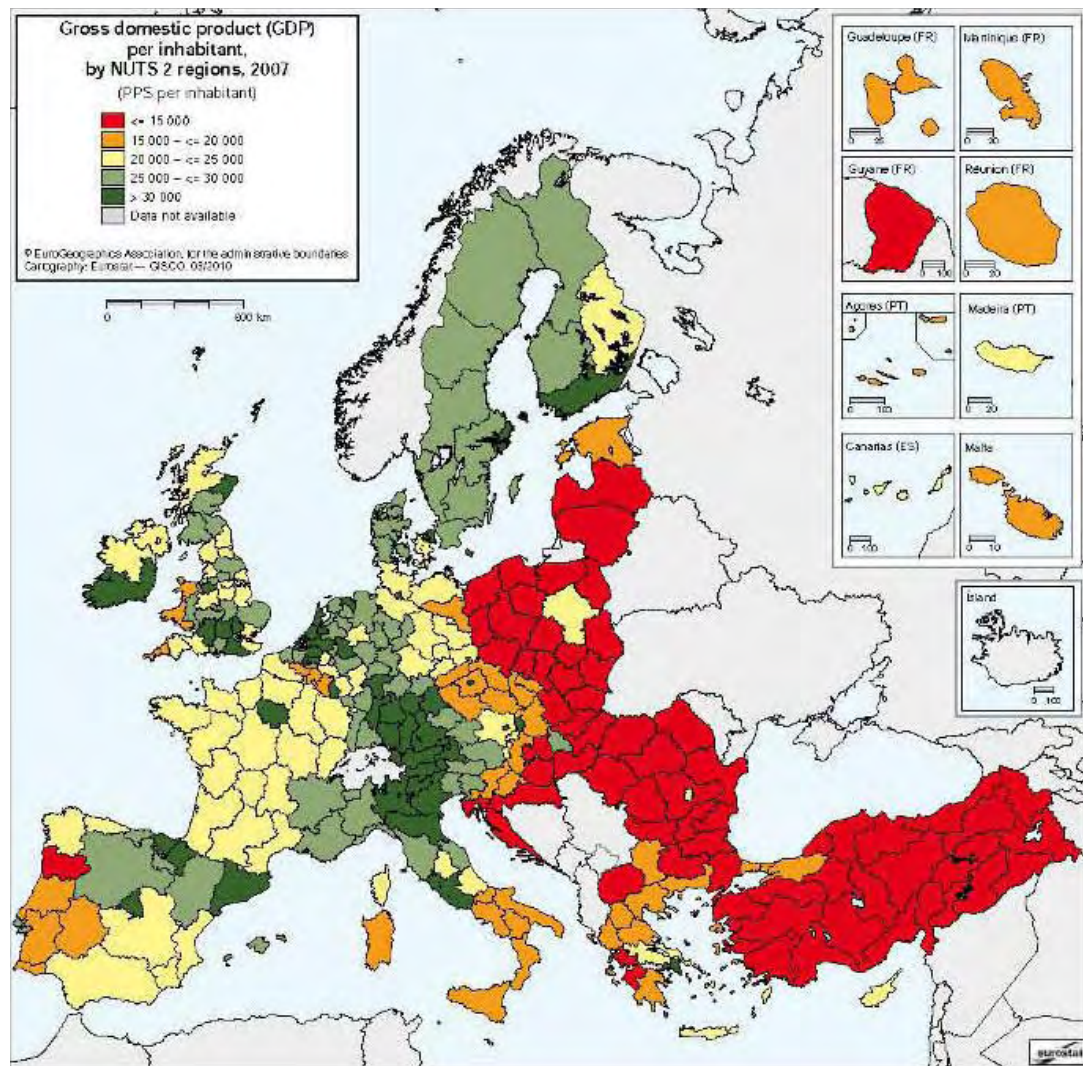 Gross domestic product (GDP)
per inhabitant,
by NUTS 2 regions, 2007
(PPS per inhabitant)
<= 15 000
15 000 – <= 20 000
20 000 – <= 25 000
25 000 – <= 30 000
> 30 000
Data not available
© EuroGeographics Association, for the administrative boundaries
Cartography: Eurostat — GISCO, 03/2010
0 600 km
Guadeloupe (FR)
0 25
Martinique (FR)
0 20
Guyane (FR)
0 100
Réunion (FR)
0 20
Açores (PT)
0 100
Madeira (PT)
0 20
Canarias (ES)
0 100
Malta
0 10
Ísland
0 100
eurostat